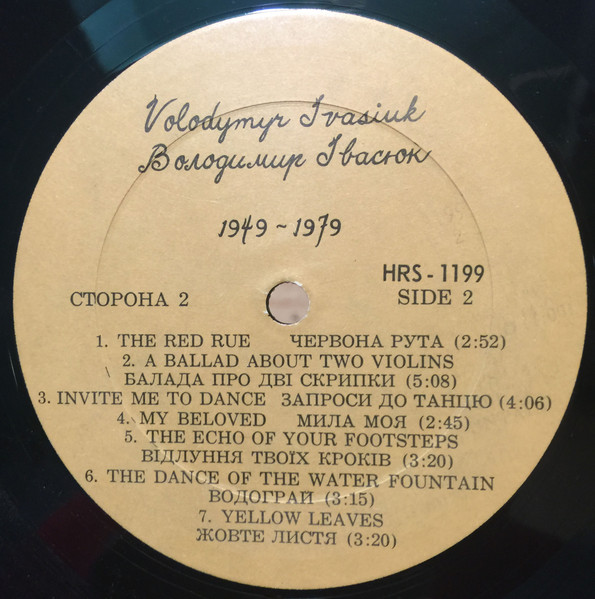 Volodymyr Ivasiuk
Володимир Івасюк
1949 ~ 1979
HRS - 1199
СТОРОНА 2 SIDE 2
1. THE RED RUE ЧЕРВОНА РУТА (2:52)
2. A BALLAD ABOUT TWO VIOLINS
БАЛАДА ПРО ДВІ СКРИПКИ (5:08)
3. INVITE ME TO DANCE ЗАПРОСИ ДО ТАНЦЮ (4:06)
4. MY BELOVED МИЛА МОЯ (2:45)
5. THE ECHO OF YOUR FOOTSTEPS
ВІДЛУННЯ ТВОЇХ КРОКІВ (3:20)
6. THE DANCE OF THE WATER FOUNTAIN
ВОДОГРАЙ (3:15)
7. YELLOW LEAVES
ЖОВТЕ ЛИСТЯ (3:20)